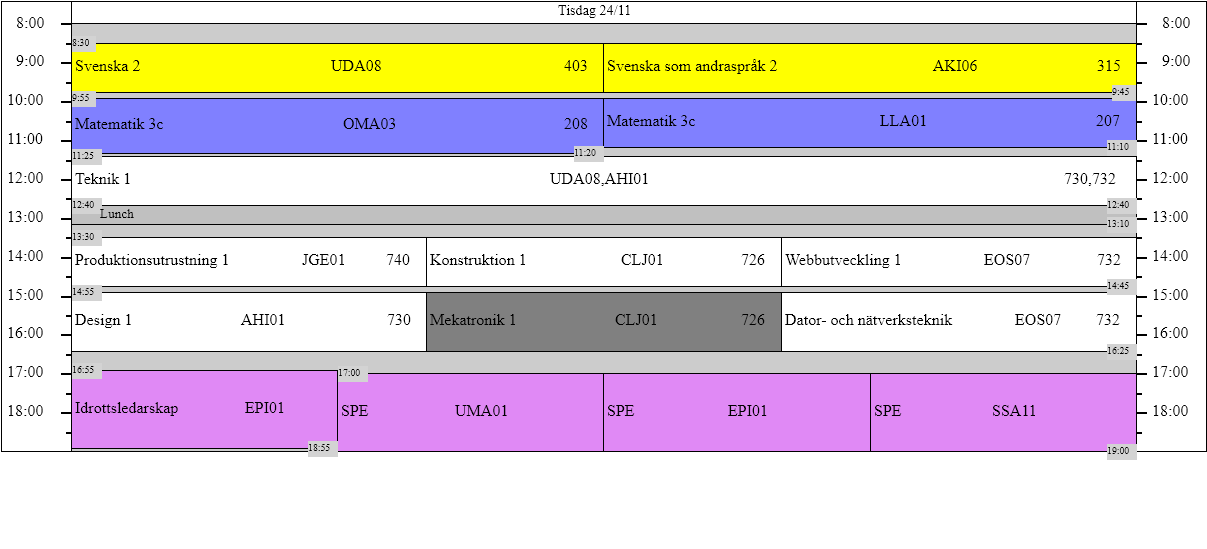 Tisdag 24/11
8:00 8:00
8:30
9:00 Svenska 2 UDA08 403 Svenska som andraspråk 2 AKI06 315 9:00
9:45
9:55
10:00 10:00
Matematik 3c OMA03 208 Matematik 3c LLA01 207
11:00 11:00
11:10
11:20
11:25
12:00 Teknik 1 UDA08,AHI01 730,732 12:00
12:40 12:40
Lunch
13:00 13:00
13:10
13:30
14:00 Produktionsutrustning 1 JGE01 740 Konstruktion 1 CLJ01 726 Webbutveckling 1 EOS07 732 14:00
14:45
14:55
15:00 15:00
Design 1 AHI01 730 Mekatronik 1 CLJ01 726 Dator- och nätverksteknik EOS07 732
16:00 16:00
16:25
16:55
17:00 17:00 17:00
Idrottsledarskap EPI01 SPE UMA01 SPE EPI01 SPE SSA11
18:00 18:00
18:55
19:00